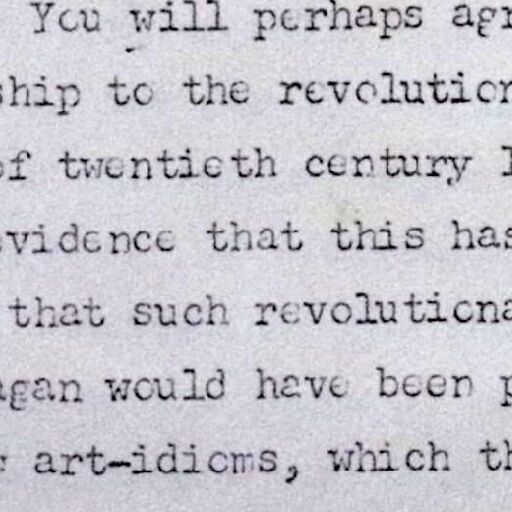 You will perhaps agr
ship to the revolution
of twentieth century
evidence that this has
that such revolutiona
agan would have been p
art-idioms, which th